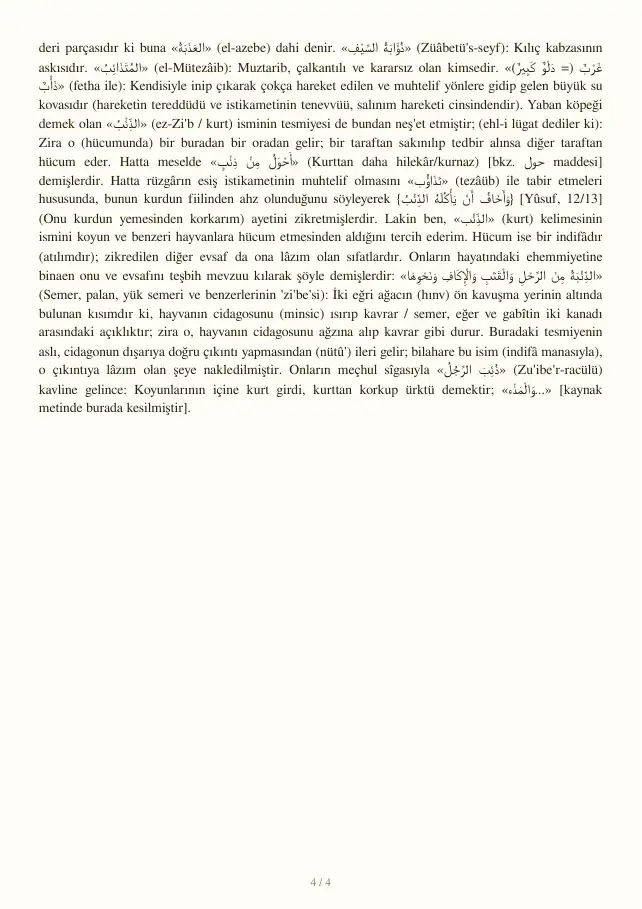 deri parçasıdır ki buna «العَذَبَةُ» (el-azebe) dahi denir. «ذُؤَابَةُ السَّيْفِ» (Züâbetü's-seyf): Kılıç kabzasının
askısıdır. «المُتَذَائِبُ» (el-Mütezâib): Muztarib, çalkantılı ve kararsız olan kimsedir. «غَرْبٌ (= دَلْوٌ كَبِيرٌ)
ذَأْبٌ» (fetha ile): Kendisiyle inip çıkarak çokça hareket edilen ve muhtelif yönlere gidip gelen büyük su
kovasıdır (hareketin tereddüdü ve istikametinin tenevvüü, salınım hareketi cinsindendir). Yaban köpeği
demek olan «الذِّئْبُ» (ez-Zi'b / kurt) isminin tesmiyesi de bundan neş'et etmiştir; (ehl-i lügat dediler ki):
Zira o (hücumunda) bir buradan bir oradan gelir; bir taraftan sakınılıp tedbir alınsa diğer taraftan
hücum eder. Hatta meselde «أَحْوَلُ مِنْ ذِئْبٍ» (Kurttan daha hilekâr/kurnaz) [bkz. حول maddesi]
demişlerdir. Hatta rüzgârın esiş istikametinin muhtelif olmasını «تَذَاؤُب» (tezâüb) ile tabir etmeleri
hususunda, bunun kurdun fiilinden ahz olunduğunu söyleyerek {وَأَخَافُ أَن يَأْكُلَهُ الذِّئْبُ} [Yûsuf, 12/13]
(Onu kurdun yemesinden korkarım) ayetini zikretmişlerdir. Lakin ben, «الذِّئْب» (kurt) kelimesinin
ismini koyun ve benzeri hayvanlara hücum etmesinden aldığını tercih ederim. Hücum ise bir indifâdır
(atılımdır); zikredilen diğer evsaf da ona lâzım olan sıfatlardır. Onların hayatındaki ehemmiyetine
binaen onu ve evsafını teşbih mevzuu kılarak şöyle demişlerdir: «الذِّئْبَةُ مِنَ الرَّحْلِ وَالْقَتَبِ وَالْإِكَافِ وَنَحْوِهَا»
(Semer, palan, yük semeri ve benzerlerinin 'zi'be'si): İki eğri ağacın (hınv) ön kavuşma yerinin altında
bulunan kısımdır ki, hayvanın cidagosunu (minsic) ısırıp kavrar / semer, eğer ve gabîtin iki kanadı
arasındaki açıklıktır; zira o, hayvanın cidagosunu ağzına alıp kavrar gibi durur. Buradaki tesmiyenin
aslı, cidagonun dışarıya doğru çıkıntı yapmasından (nütû') ileri gelir; bilahare bu isim (indifâ manasıyla),
o çıkıntıya lâzım olan şeye nakledilmiştir. Onların meçhul sîgasıyla «ذُئِبَ الرَّجُلُ» (Zu'ibe'r-racülü)
kavline gelince: Koyunlarının içine kurt girdi, kurttan korkup ürktü demektir; «وَالْمَذْء...» [kaynak
metinde burada kesilmiştir].
4 / 4